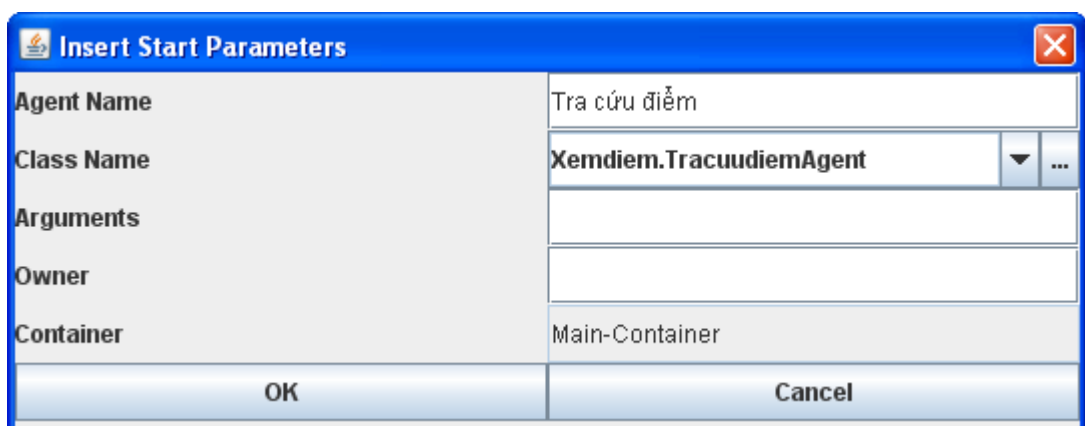 Insert Start Parameters
Agent Name Tra cứu điểm
Class Name Xemdiem.TracuudiemAgent ...
Arguments
Owner
Container Main-Container
OK Cancel